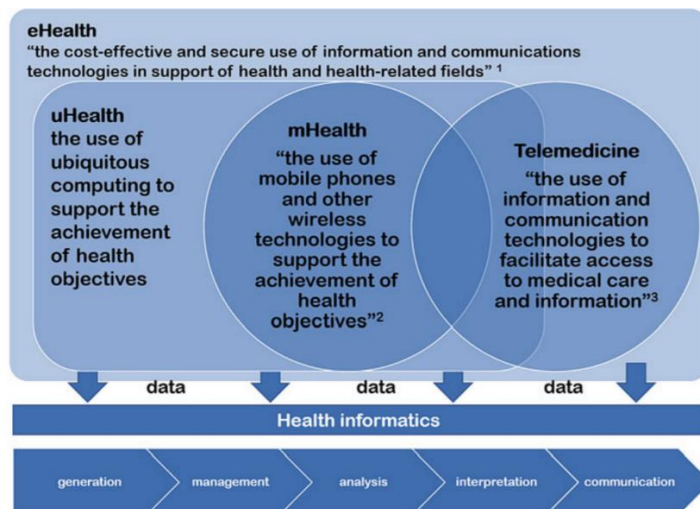 eHealth
“the cost-effective and secure use of information and communications
technologies in support of health and health-related fields” 1
uHealth
the use of
ubiquitous
computing to
support the
achievement
of health
objectives
mHealth
“the use of
mobile phones
and other
wireless
technologies to
support the
achievement of
health
objectives”2
Telemedicine
“the use of
information and
communication
technologies to
facilitate access
to medical care
and information”3
data
data
data
Health informatics
generation
management
analysis
interpretation
communication